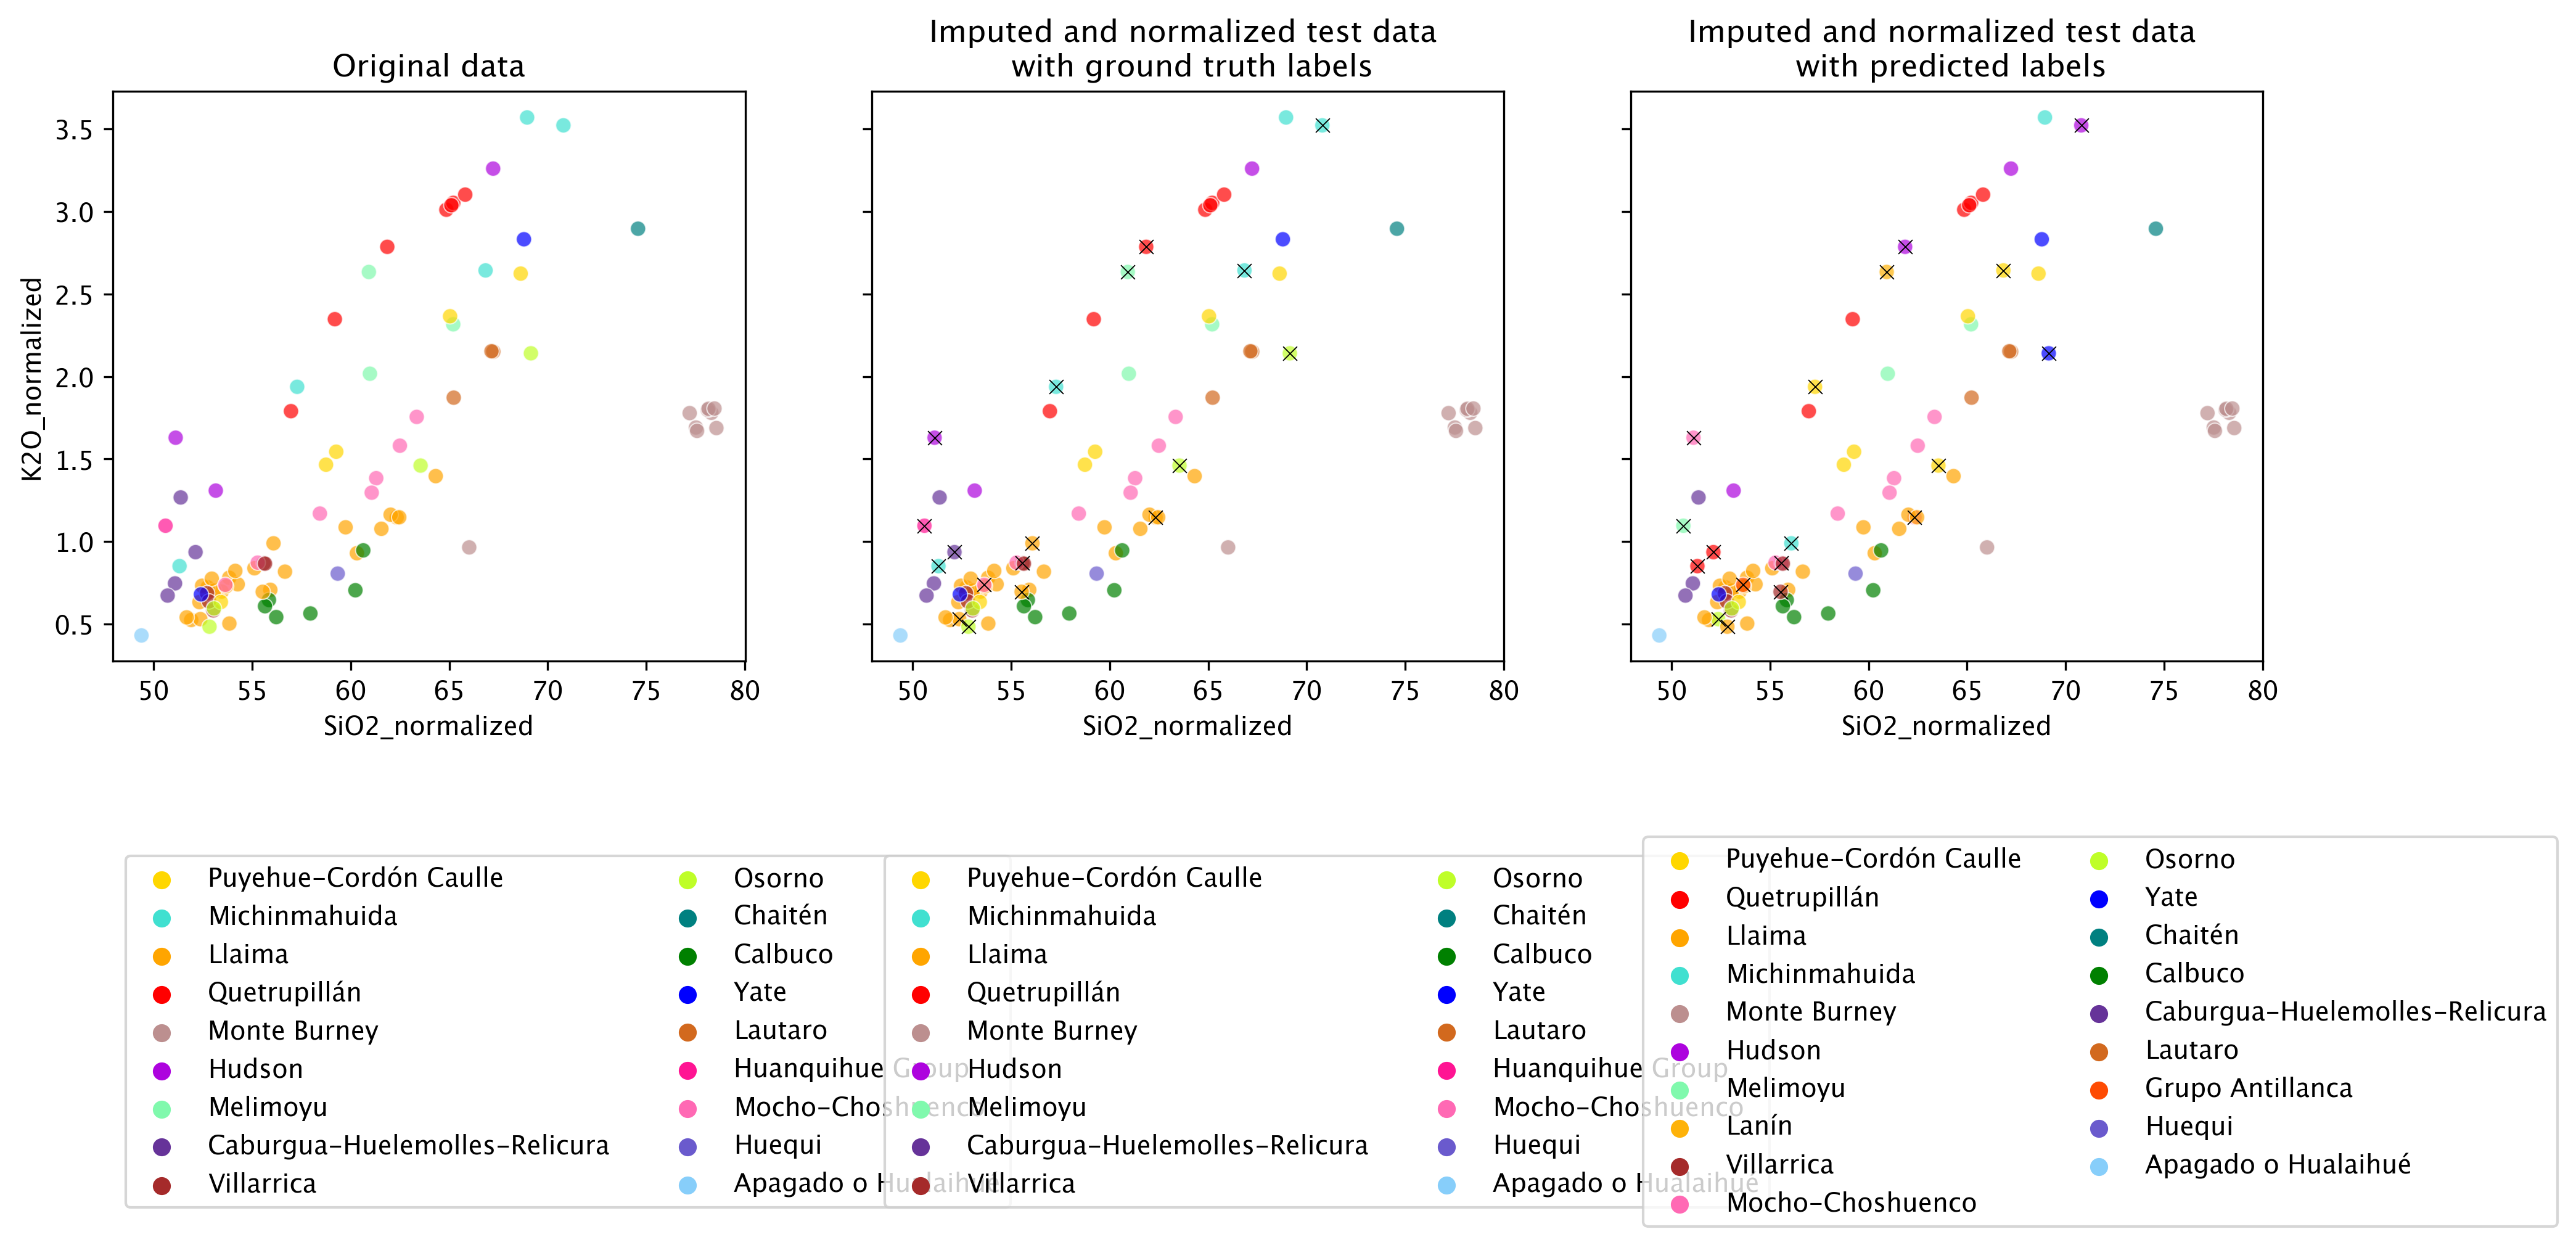 Original data
Imputed and normalized test data
with ground truth labels
Imputed and normalized test data
with predicted labels
K2O_normalized
3.5
3.0
2.5
2.0
1.5
1.0
0.5
50 55 60 65 70 75 80
50 55 60 65 70 75 80
50 55 60 65 70 75 80
SiO2_normalized
SiO2_normalized
SiO2_normalized
Puyehue-Cordón Caulle
Michinmahuida
Llaima
Quetrupillán
Monte Burney
Hudson
Melimoyu
Caburgua-Huelemolles-Relicura
Villarrica
Osorno
Chaitén
Calbuco
Yate
Lautaro
Huanquihue Group
Mocho-Choshuenco
Huequi
Apagado o Hualaihué
Puyehue-Cordón Caulle
Michinmahuida
Llaima
Quetrupillán
Monte Burney
Hudson
Melimoyu
Caburgua-Huelemolles-Relicura
Villarrica
Osorno
Chaitén
Calbuco
Yate
Lautaro
Huanquihue Group
Mocho-Choshuenco
Huequi
Apagado o Hualaihue
Puyehue-Cordón Caulle
Quetrupillán
Llaima
Michinmahuida
Monte Burney
Hudson
Melimoyu
Lanín
Villarrica
Mocho-Choshuenco
Osorno
Yate
Chaitén
Calbuco
Caburgua-Huelemolles-Relicura
Lautaro
Grupo Antillanca
Huequi
Apagado o Hualaihué